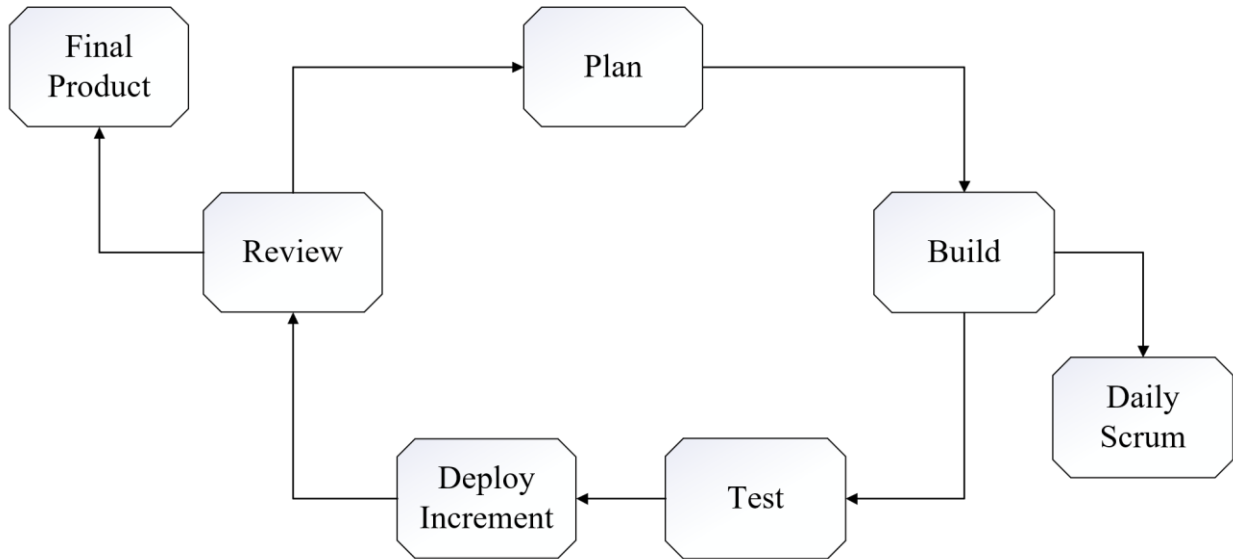 Final
Product
Plan
Review
Build
Daily
Scrum
Deploy
Increment
Test